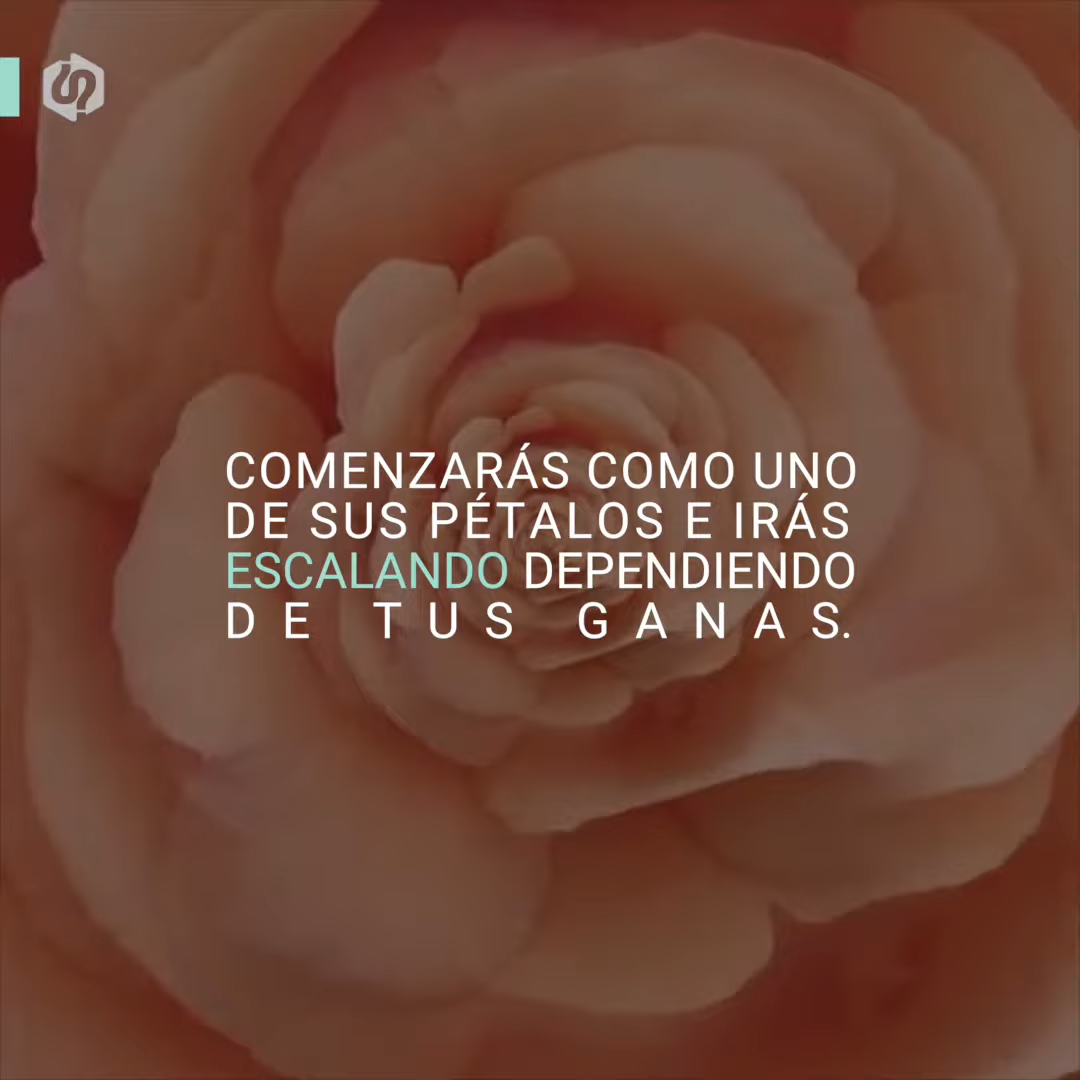 COMENZARÁS COMO UNO
DE SUS PÉTALOS E IRÁS
ESCALANDO DEPENDIENDO
DE TUS GANAS.